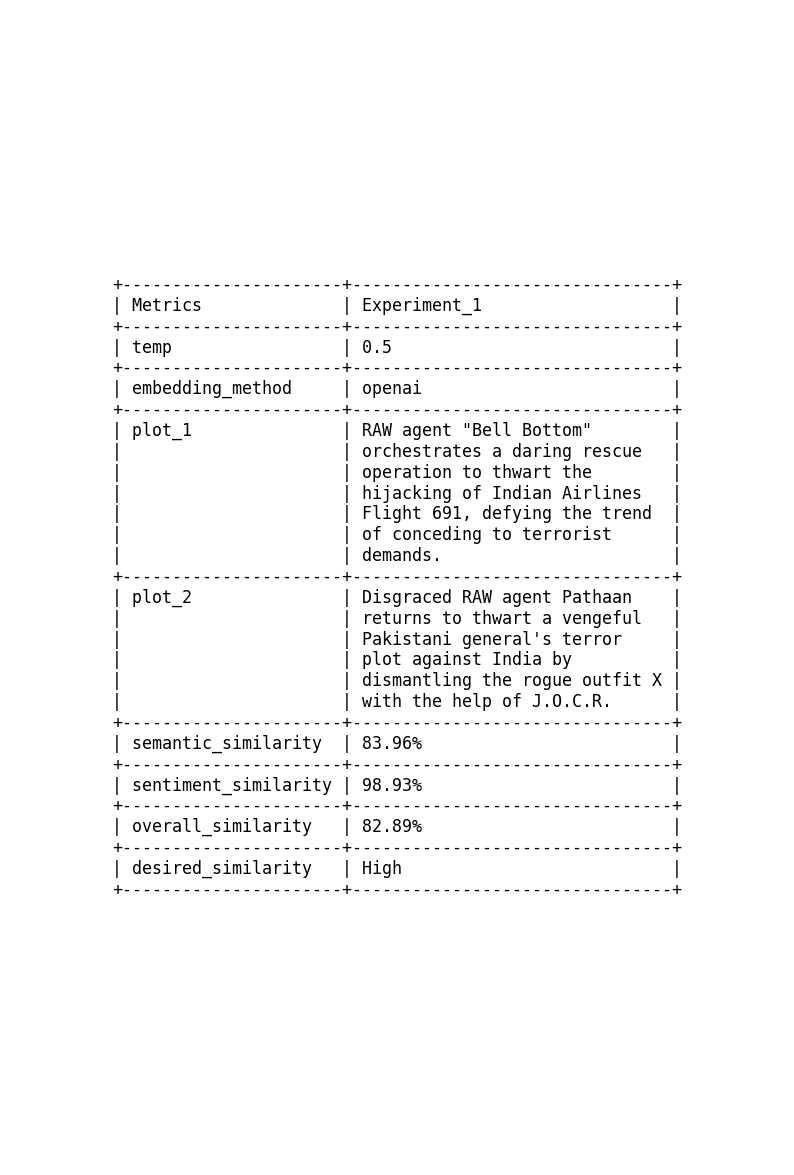 +----------------------+--------------------------------+
| Metrics              | Experiment_1                   |
+----------------------+--------------------------------+
| temp                 | 0.5                            |
+----------------------+--------------------------------+
| embedding_method     | openai                         |
+----------------------+--------------------------------+
| plot_1               | RAW agent "Bell Bottom"        |
|                      | orchestrates a daring rescue   |
|                      | operation to thwart the        |
|                      | hijacking of Indian Airlines   |
|                      | Flight 691, defying the trend  |
|                      | of conceding to terrorist      |
|                      | demands.                       |
+----------------------+--------------------------------+
| plot_2               | Disgraced RAW agent Pathaan    |
|                      | returns to thwart a vengeful   |
|                      | Pakistani general's terror     |
|                      | plot against India by          |
|                      | dismantling the rogue outfit X |
|                      | with the help of J.O.C.R.      |
+----------------------+--------------------------------+
| semantic_similarity  | 83.96%                         |
+----------------------+--------------------------------+
| sentiment_similarity | 98.93%                         |
+----------------------+--------------------------------+
| overall_similarity   | 82.89%                         |
+----------------------+--------------------------------+
| desired_similarity   | High                           |
+----------------------+--------------------------------+